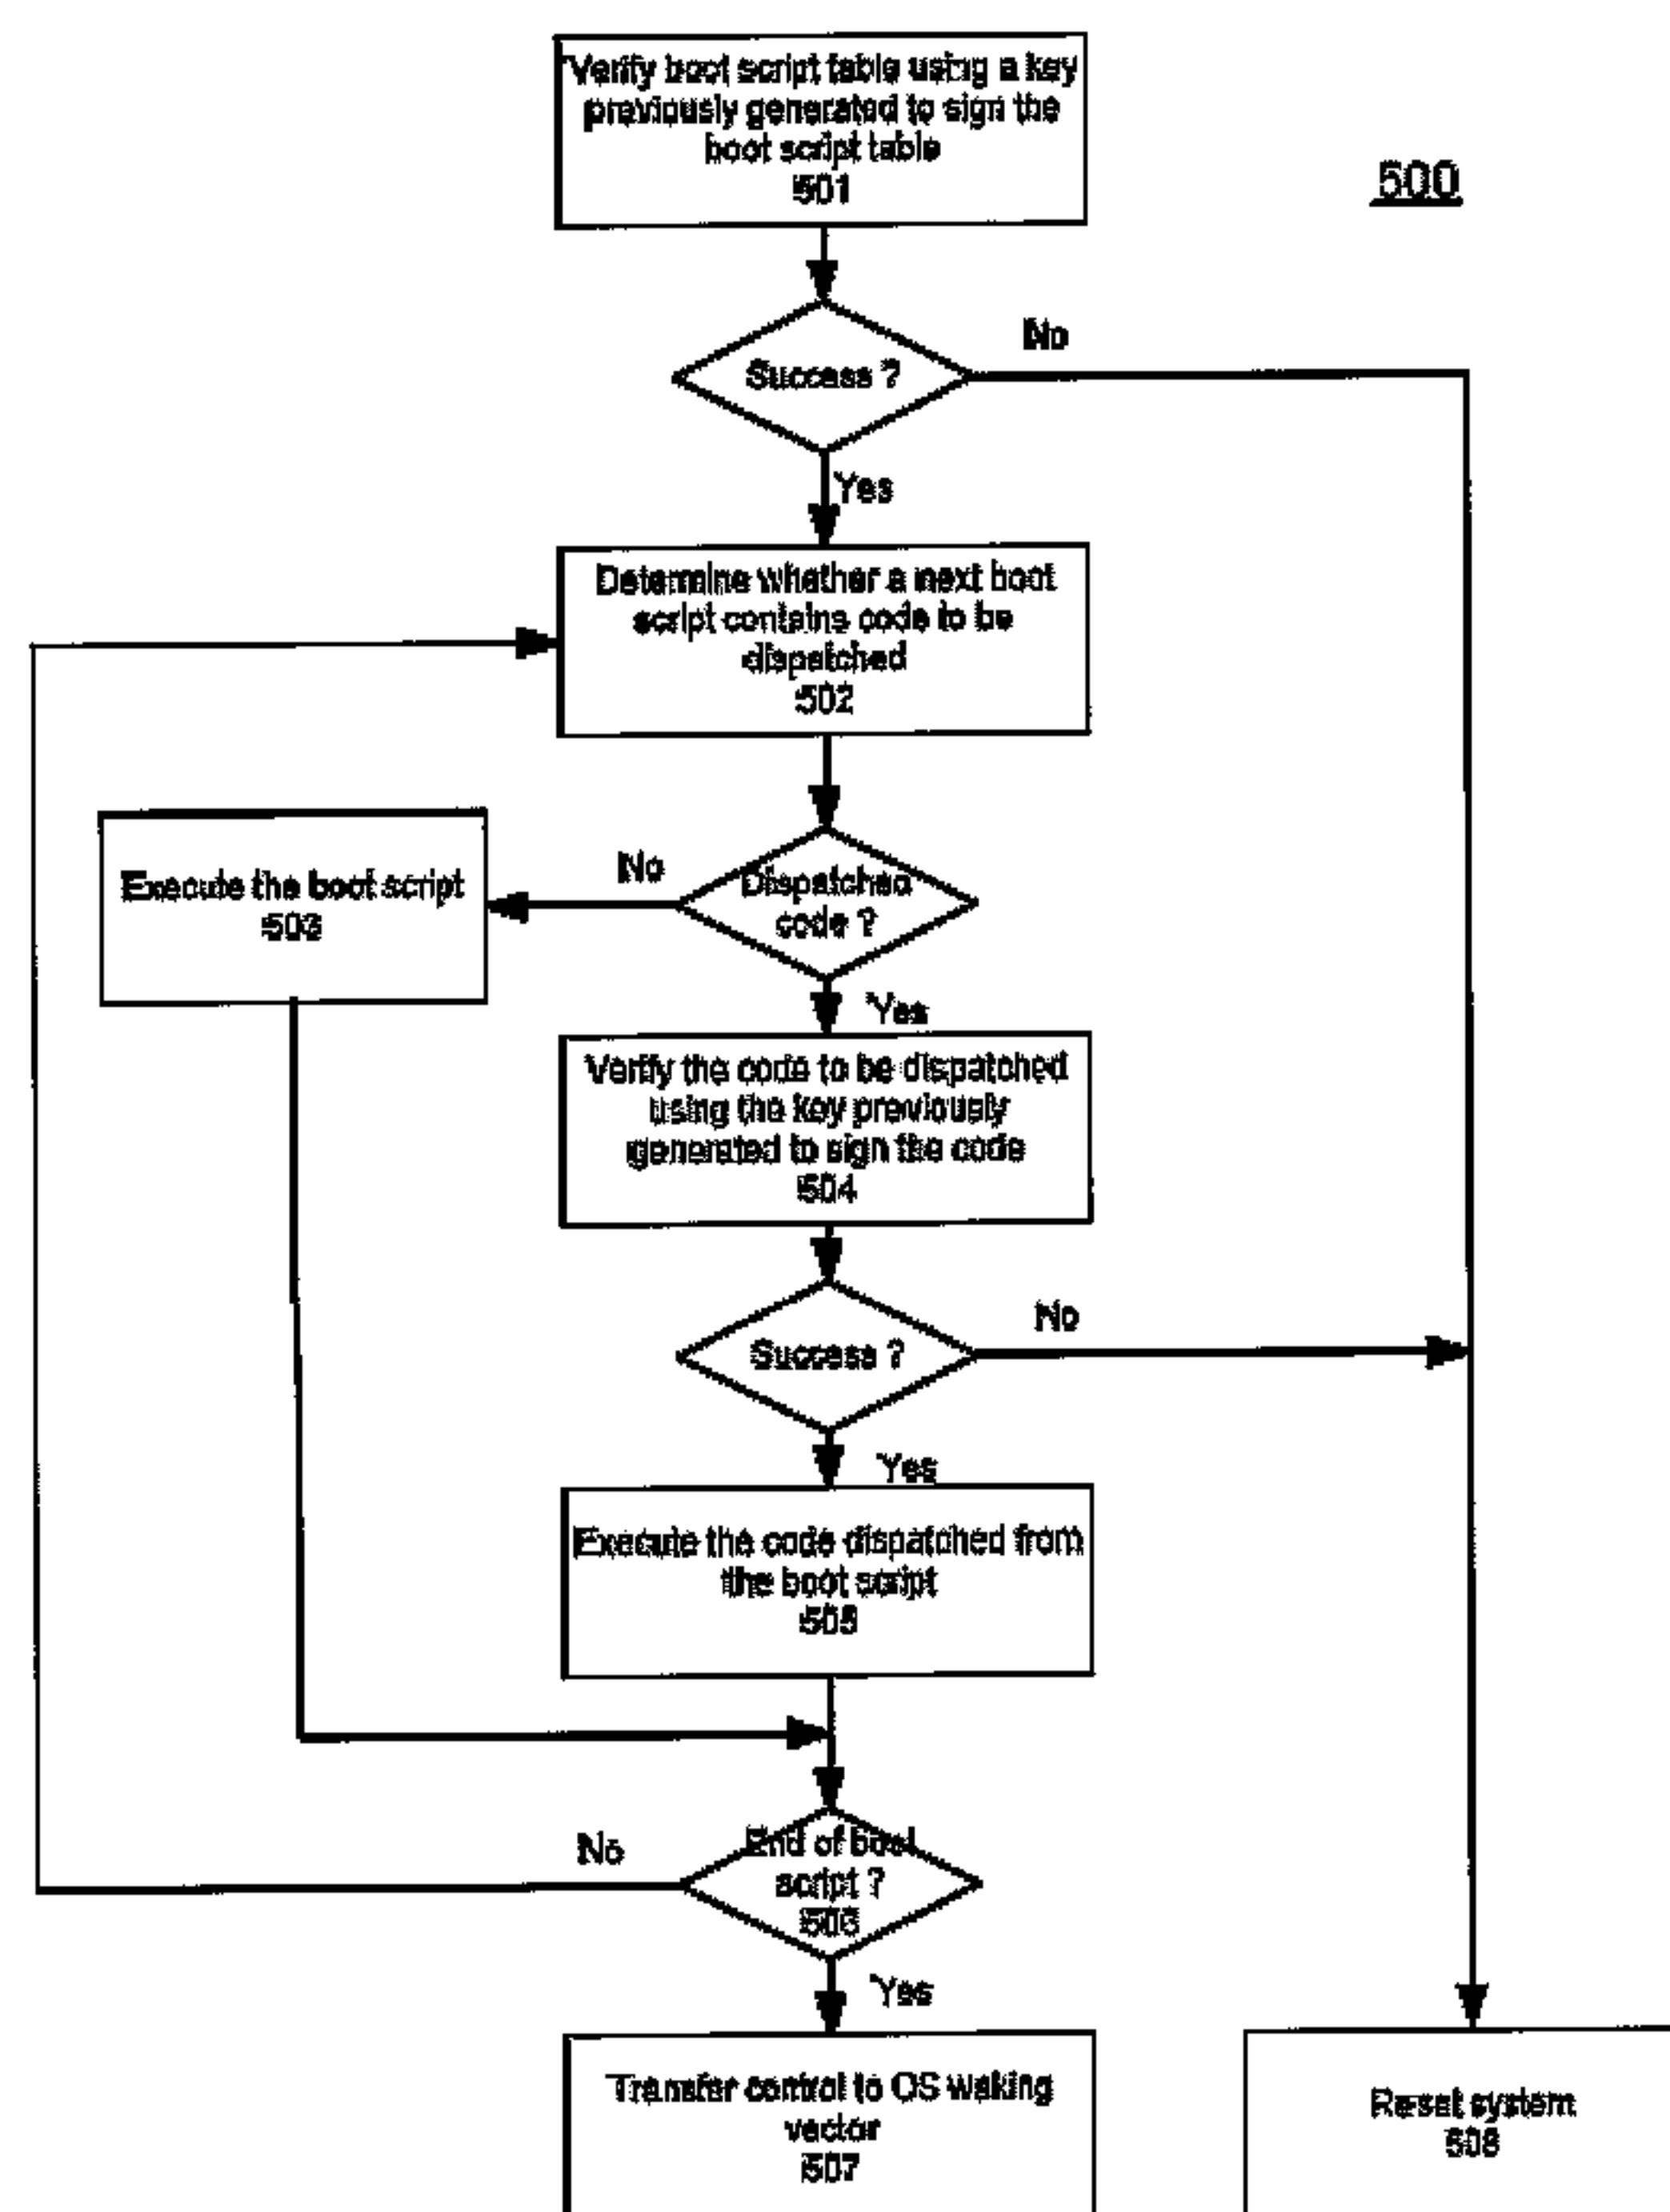 Verify boot script table using a key
previously generated to sign the
boot script table
501
500
Success ?
No
Yes
Determine whether a next boot
script contains code to be
dispatched
502
Execute the boot script
503
No
Dispatched
code ?
Yes
Verify the code to be dispatched
using the key previously
generated to sign the code
504
Success ?
No
Yes
Execute the code dispatched from
the boot script
505
No
End of boot
script ?
506
Yes
Transfer control to OS waking
vector
507
Reset system
508